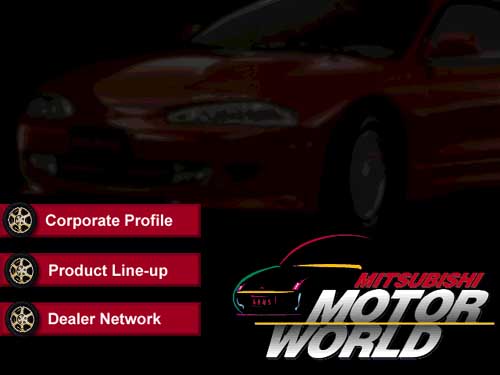 Corporate Profile
Product Line-up
Dealer Network
MITSUBISHI
MOTOR
WORLD